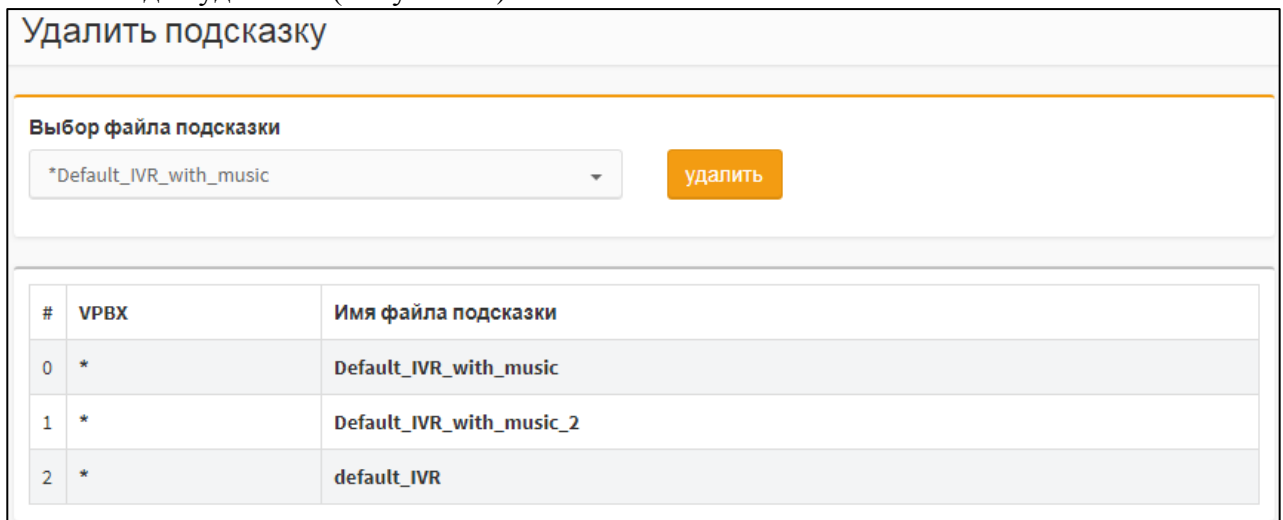 Удалить подсказку
Выбор файла подсказки
*Default_IVR_with_music
удалить
# VPBX Имя файла подсказки
0 * Default_IVR_with_music
1 * Default_IVR_with_music_2
2 * default_IVR